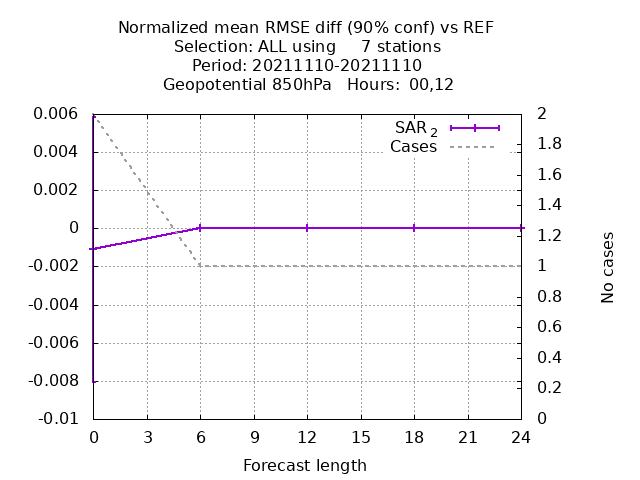 Normalized mean RMSE diff (90% conf) vs REF
Selection: ALL using 7 stations
Period: 20211110-20211110
Geopotential 850hPa Hours: 00,12
SAR 2
Cases
0.006
0.004
0.002
0
-0.002
-0.004
-0.006
-0.008
-0.01
2
1.8
1.6
1.4
1.2
1
0.8
0.6
0.4
0.2
0
No cases
0 3 6 9 12 15 18 21 24
Forecast length